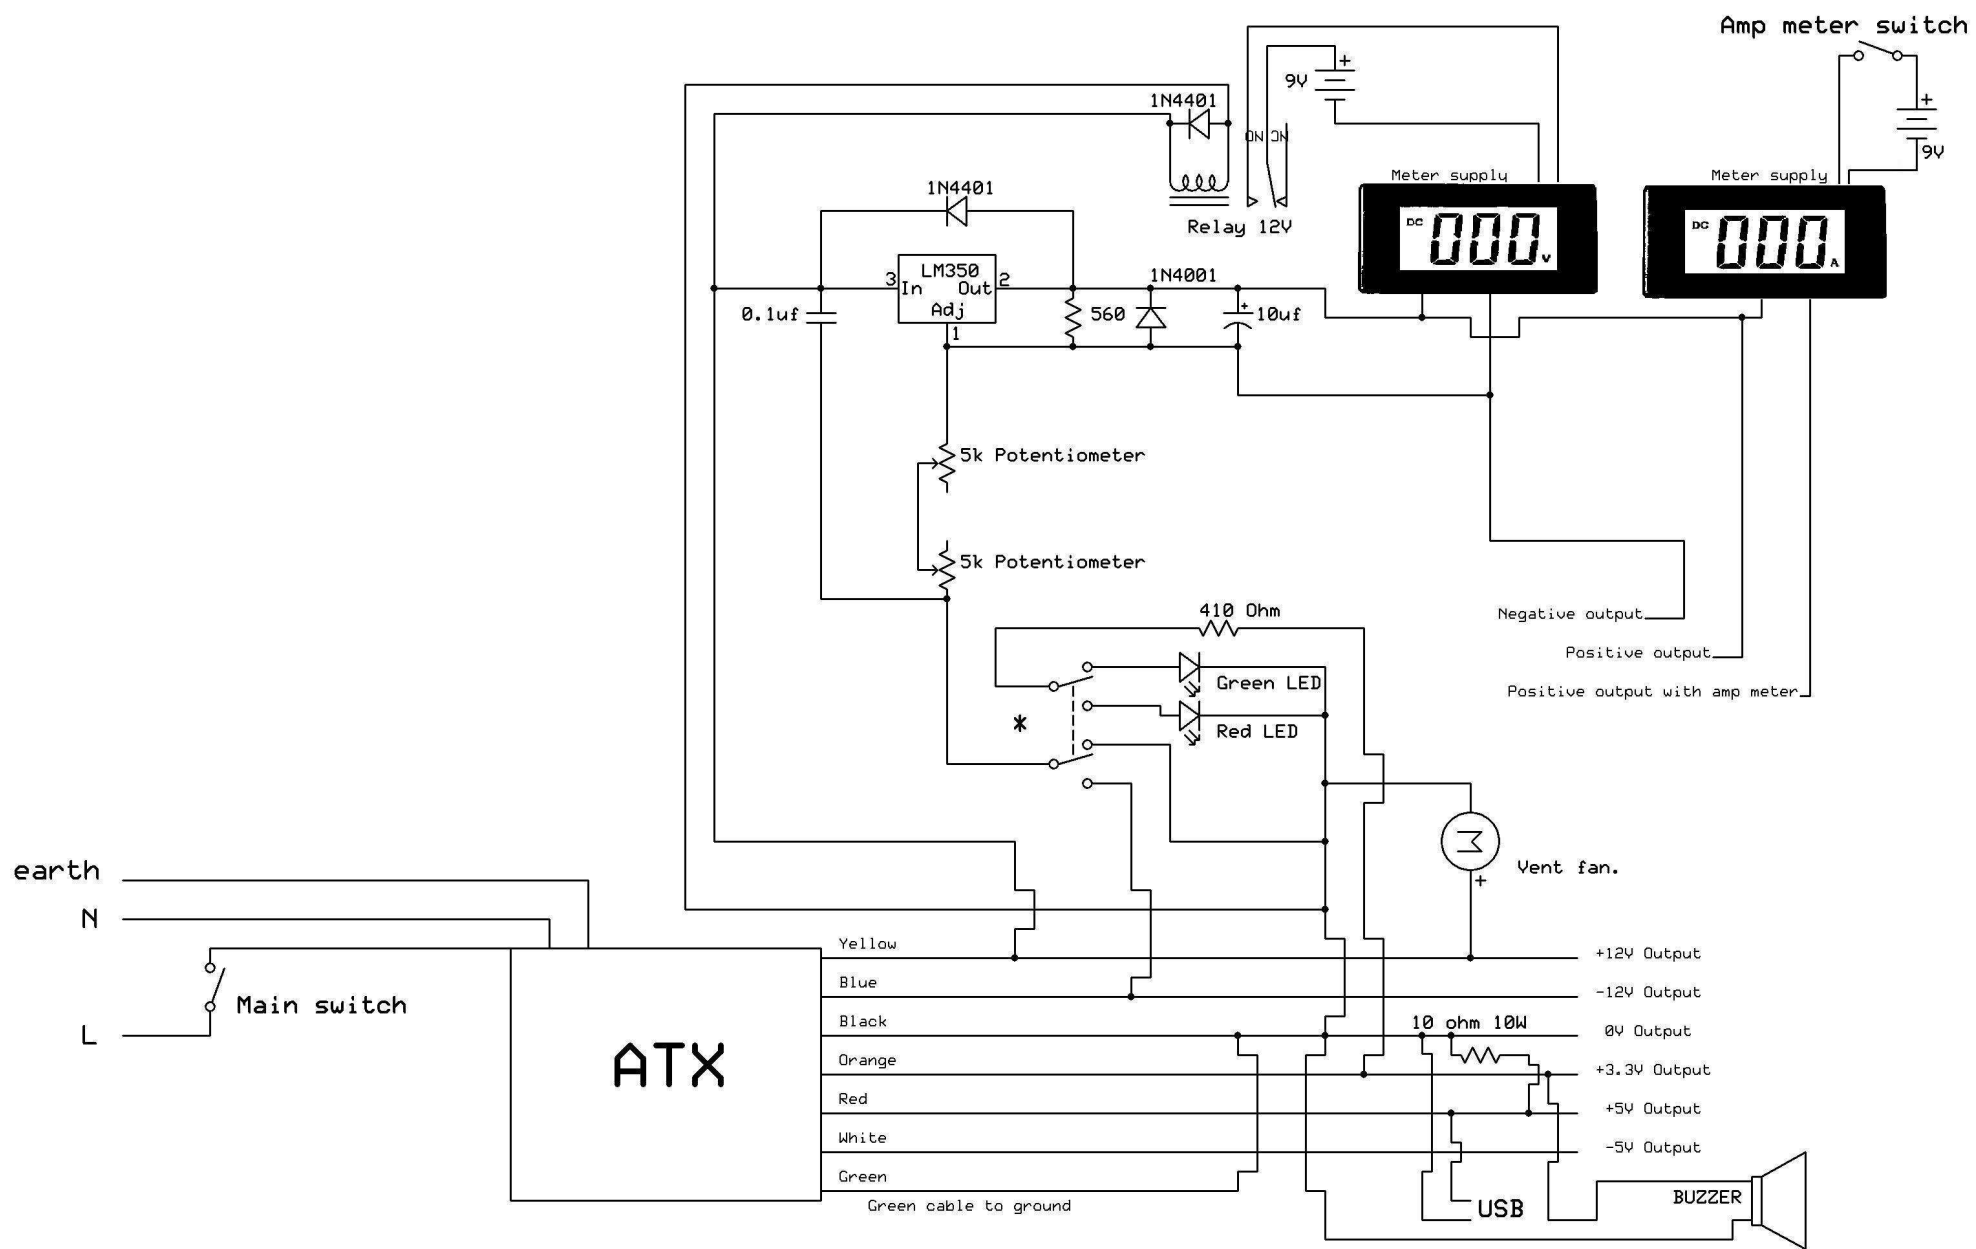 Amp meter switch
+
9V
+
9V
1N4401
NO NC
Meter supply
Meter supply
1N4401
Relay 12V
DC 000 V
DC 000 A
LM350
3 In Out 2
Adj
1
1N4001
0.1uf
560
+
10uf
5k Potentiometer
5k Potentiometer
410 Ohm
Negative output
Positive output
Positive output with amp meter
Green LED
*
Red LED
M
+
Vent fan.
earth
N
Main switch
L
ATX
Yellow
+12V Output
Blue
-12V Output
Black
10 ohm 10W
0V Output
Orange
+3.3V Output
Red
+5V Output
White
-5V Output
Green
Green cable to ground
USB
BUZZER